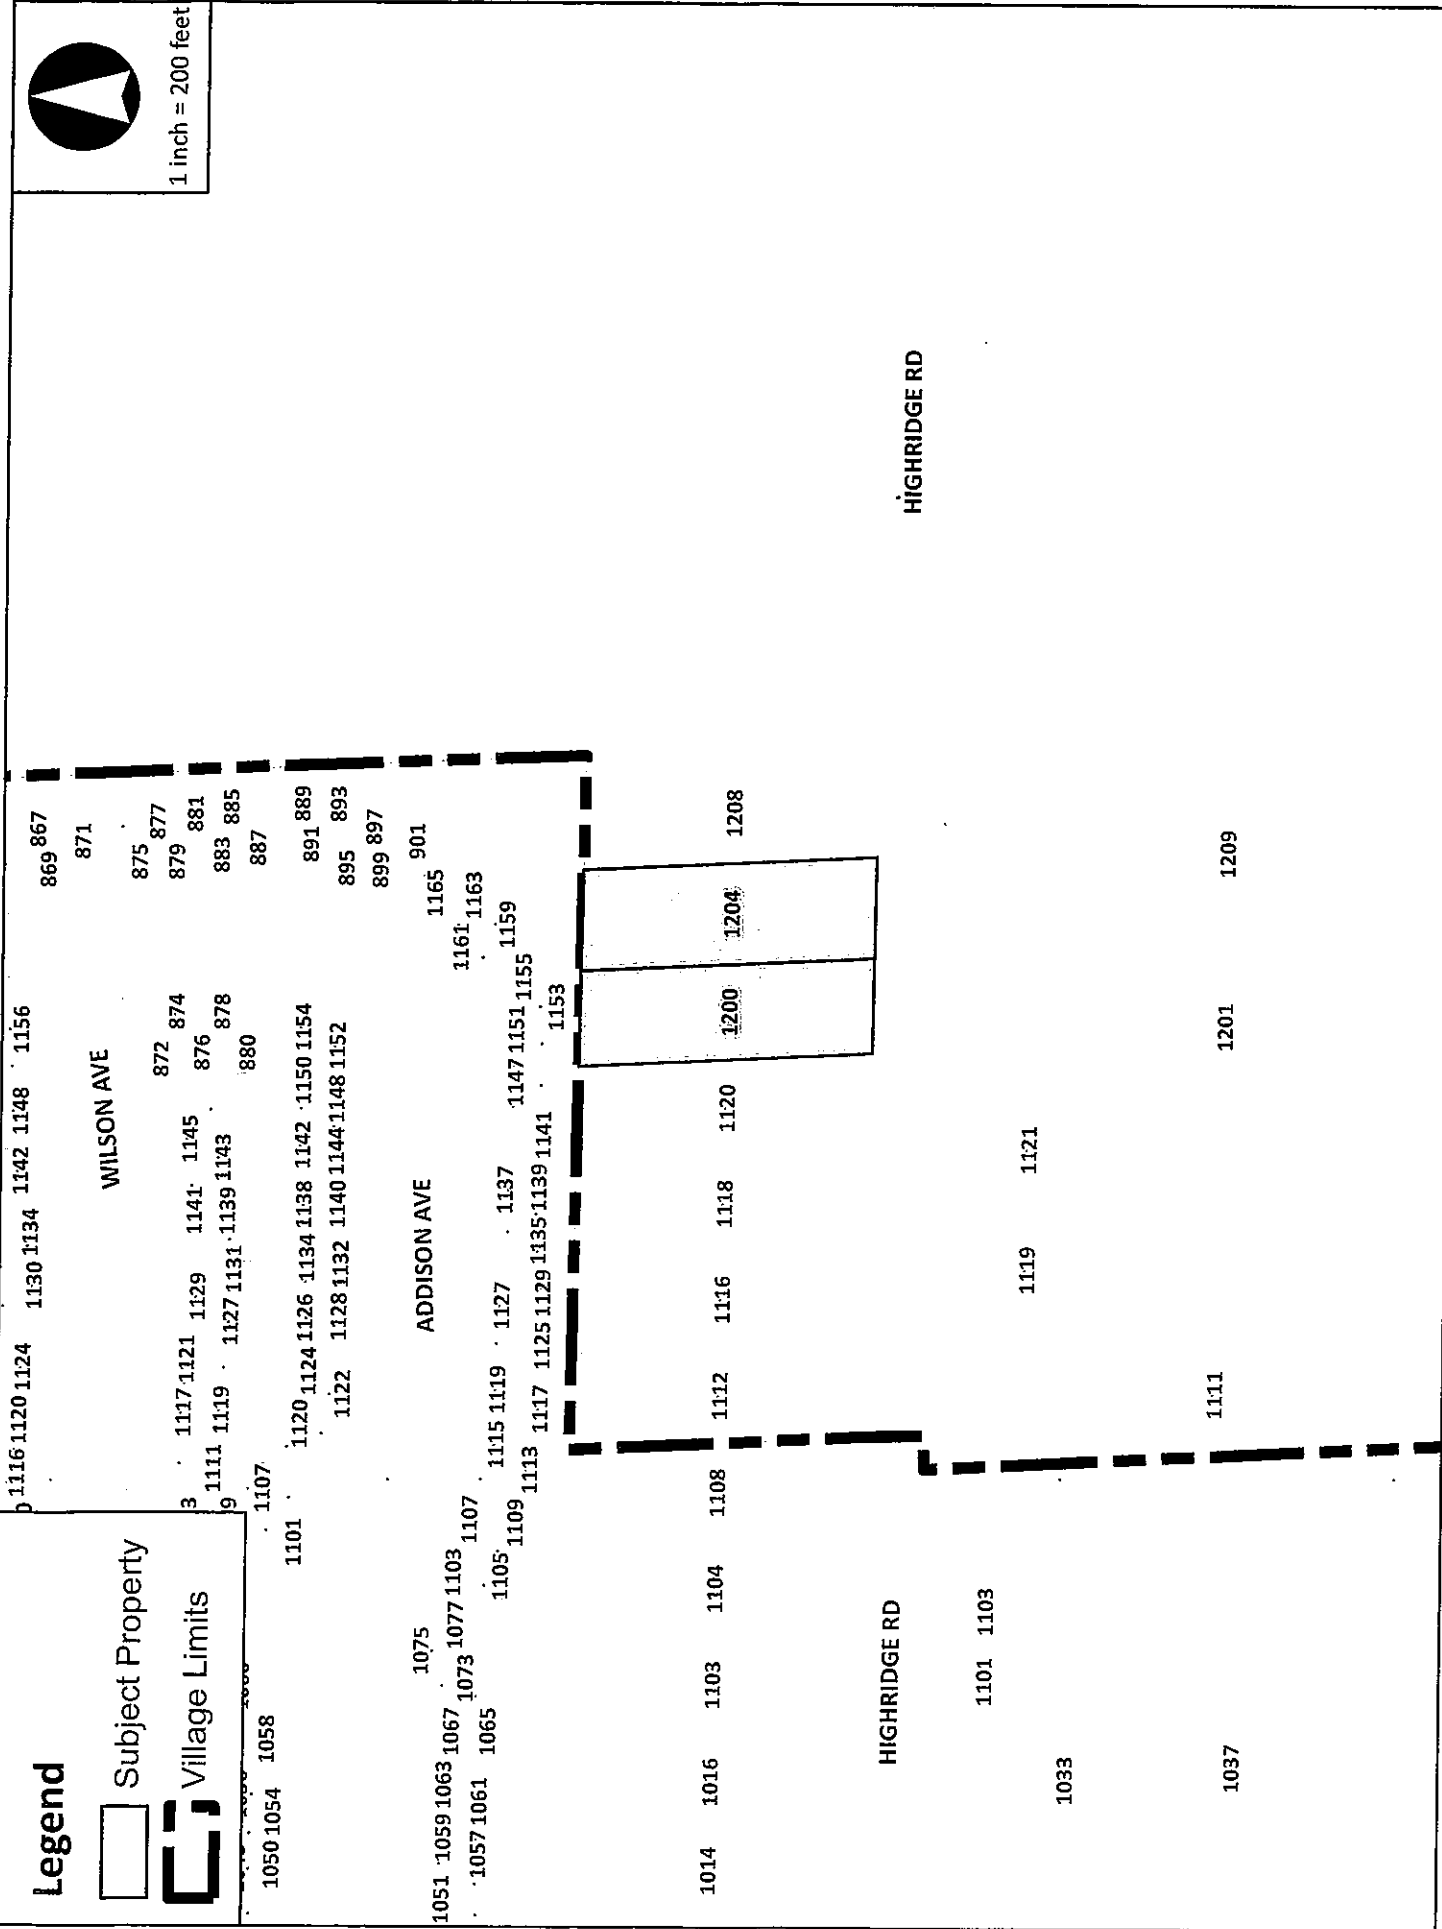 Legend
Subject Property
Village Limits
1 inch = 200 feet
1116 1120 1124 1130 1134 1142 1148 1156 869 867
871
WILSON AVE
875 877
872 874
879 881
1117 1121 1129 1141 1145
876 878
883 885
1111 1119 1127 1131 1139 1143
880
887
1107
1050 1054 1058
1101
1120 1124 1126 1134 1138 1142 1150 1154
891 889
1122 1128 1132 1140 1144 1148 1152
895 893
899 897
901
1075
ADDISON AVE
1165
1051 1059 1063 1067 1077 1103
1161 1163
1073 1107
1057 1061 1065
1105 1109
1115 1119 1127 1137
1147 1151 1155 1159
1113 1117 1125 1129 1135 1139 1141
1153
1014 1016 1103 1104 1108 1112 1116 1118 1120 1200 1204 1208
HIGHRIDGE RD
HIGHRIDGE RD
1101 1103
1119 1121
1033
1037
1111 1201 1209